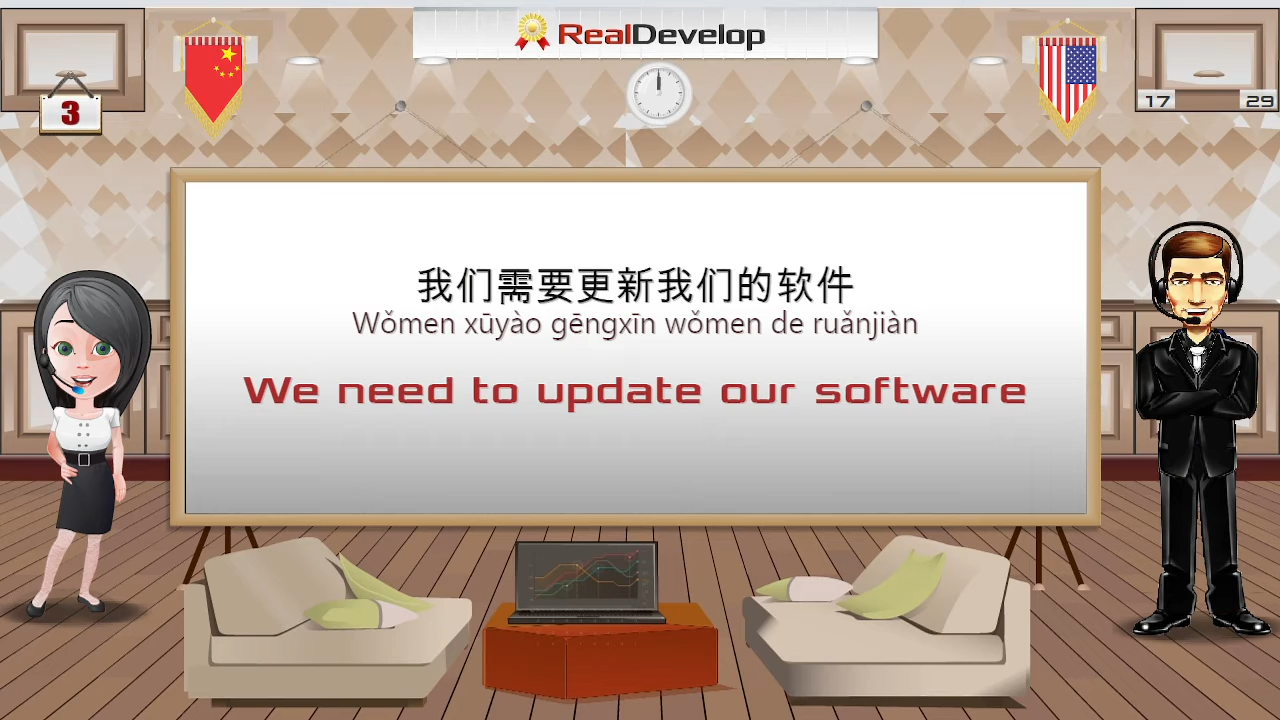 RealDevelop
3
17
29
我们需要更新我们的软件
Wǒmen xūyào gēngxīn wǒmen de ruǎnjiàn
We need to update our software